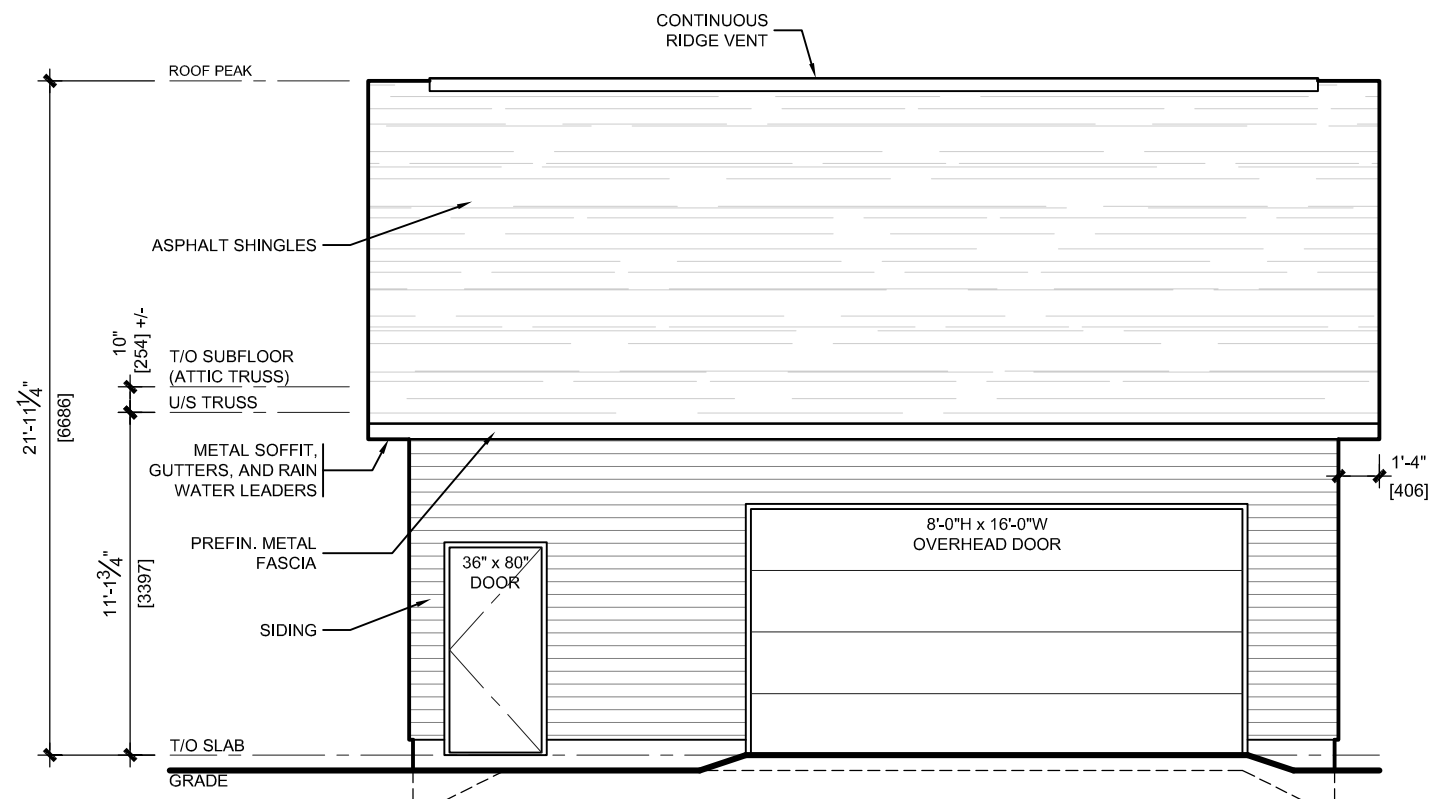 CONTINUOUS
RIDGE VENT
ROOF PEAK
ASPHALT SHINGLES
10"
[254] +/-
T/O SUBFLOOR
(ATTIC TRUSS)
U/S TRUSS
21'-11¼"
[6686]
METAL SOFFIT,
GUTTERS, AND RAIN
WATER LEADERS
1'-4"
[406]
8'-0"H x 16'-0"W
OVERHEAD DOOR
PREFIN. METAL
FASCIA
36" x 80"
DOOR
11'-1¾"
[3397]
SIDING
T/O SLAB
GRADE